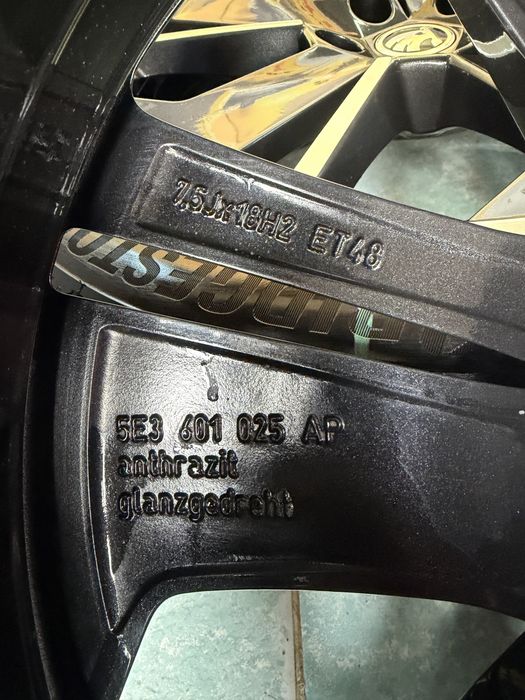 7,5Jx18H2 ET48
5E3 601 025 AP
anthrazit
glanzgedreht